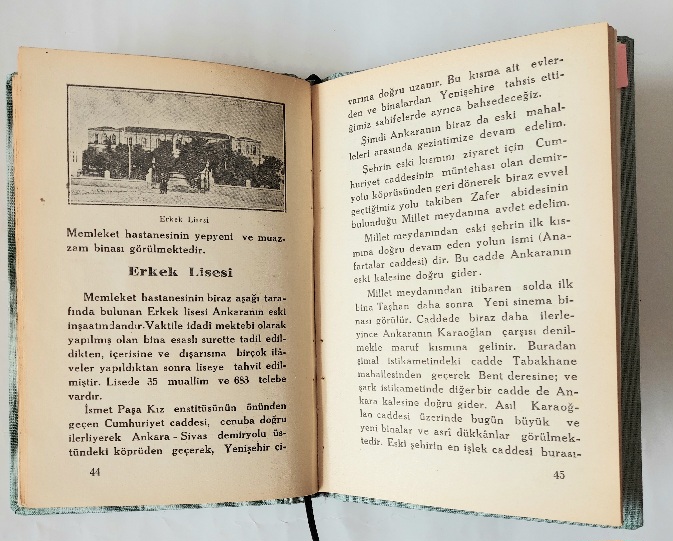 Erkek Lisesi
Memleket hastanesinin yepyeni ve muaz-
zam binası görülmektedir.
Erkek Lisesi
Memleket hastanesinin biraz aşağı tara-
fında bulunan Erkek lisesi Ankaranın eski
inşaatındandır.Vaktile idadî mektebi olarak
yapılmış olan bina esaslı surette tadil edil-
dikten, içerisine ve dışarısına birçok ilâ-
veler yapıldıktan sonra liseye tahvil edil-
miştir. Lisede 35 muallim ve 683 telebe
vardır.
İsmet Paşa Kız enstitüsünün önünden
geçen Cumhuriyet caddesi, cenuba doğru
ilerliyerek Ankara - Sivas demiryolu üs-
tündeki köprüden geçerek, Yenişehir ci-
44
varına doğru uzanır. Bu kısma ait evler-
den ve binalardan Yenişehire tahsis etti-
ğimiz sahifelerde ayrıca bahsedeceğiz.
Şimdi Ankaranın biraz da eski mahal-
leleri arasında gezintimize devam edelim.
Şehrin eski kısmını ziyaret için Cum-
huriyet caddesinin müntehası olan demir-
yolu köprüsünden geri dönerek biraz evvel
geçtiğimiz yolu takiben Zafer abidesinin
bulunduğu Millet meydanına avdet edelim.
Millet meydanından eski şehrin ilk kıs-
mına doğru devam eden yolun ismi (Ana-
fartalar caddesi) dir. Bu cadde Ankaranın
eski kalesine doğru gider.
Millet meydanından itibaren solda ilk
bina Taşhan daha sonra Yeni sinema bi-
nası görülür. Caddede biraz daha ilerle-
yince Ankaranın Karaoğlan çarşısı denil-
mekle maruf kısmına gelinir. Buradan
şimal istikametindeki cadde Tabakhane
mahallesinden geçerek Bent deresine; ve
şark istikametinde diğer bir cadde de An-
kara kalesine doğru gider. Asıl Karaoğ-
lan caddesi üzerinde bugün büyük ve
yeni binalar ve asrî dükkânlar görülmek-
tedir. Eski şehirin en işlek caddesi burası-
45